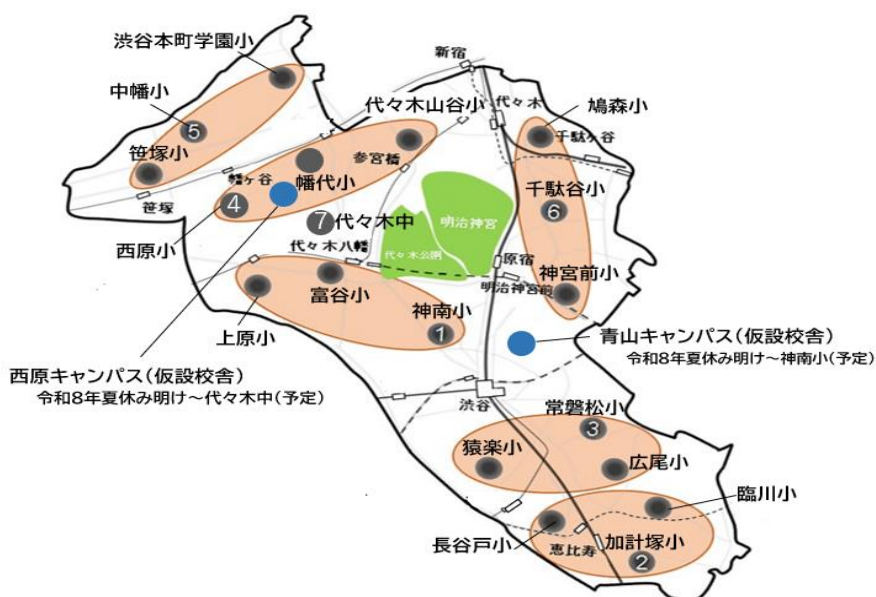 渋谷本町学園小
新宿
中幡小
代々木山谷小
代々木
鳩森小
5
千駄ヶ谷
笹塚小
参宮橋
幡ヶ谷
幡代小
千駄谷小
笹塚
4
6
7
代々木中
明治神宮
西原小
代々木八幡
代々木公園
原宿
神宮前小
明治神宮前
富谷小
上原小
神南小
1
青山キャンパス(仮設校舎)
令和8年夏休み明け~神南小(予定)
西原キャンパス(仮設校舎)
令和8年夏休み明け~代々木中(予定)
渋谷
常磐松小
3
猿楽小
広尾小
臨川小
長谷戸小
恵比寿
加計塚小
2